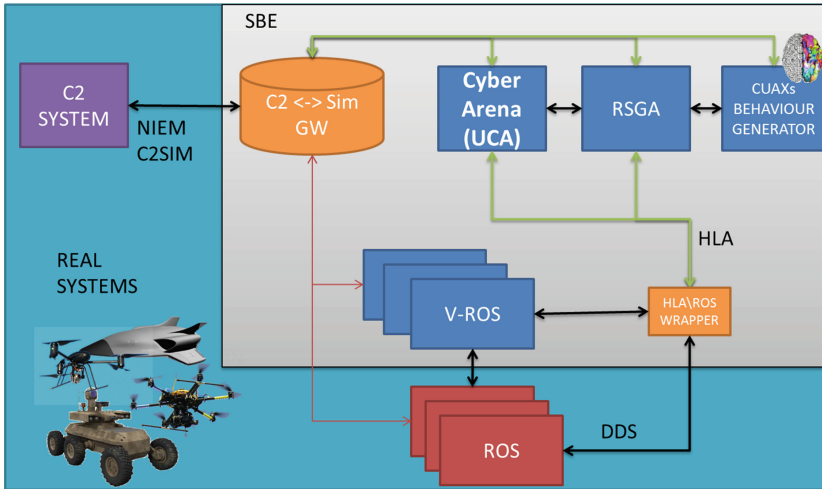 SBE
C2
SYSTEM
NIEM
C2SIM
C2 <-> Sim
GW
Cyber
Arena
(UCA)
RSGA
CUAXs
BEHAVIOUR
GENERATOR
HLA
REAL
SYSTEMS
V-ROS
HLA\ROS
WRAPPER
ROS
DDS